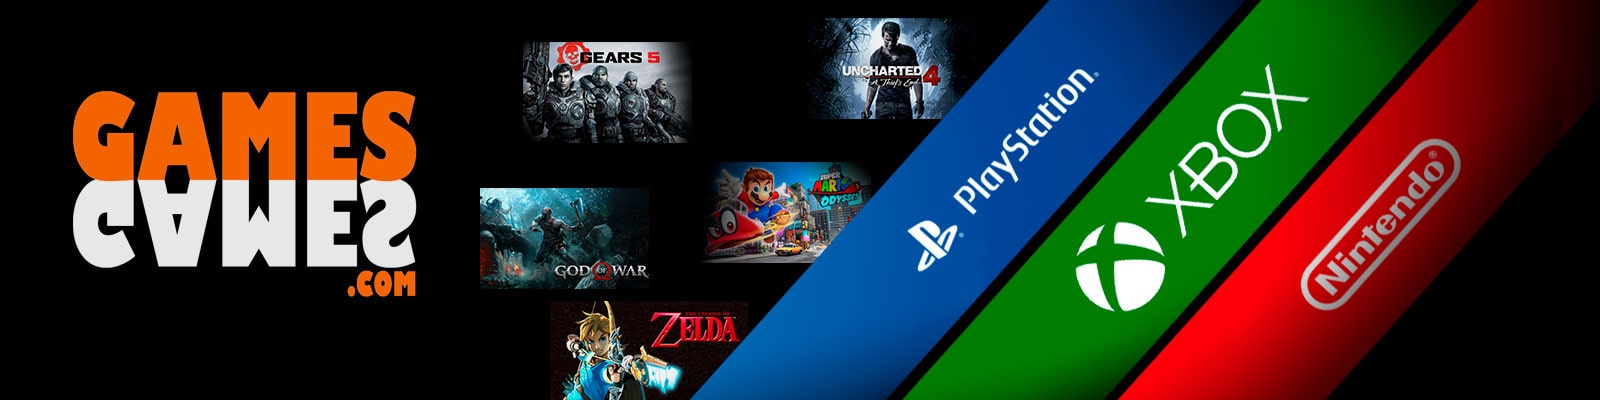 GAMES
GAMES
.COM
GEARS 5
UNCHARTED 4
A Thief's End
SUPER
MARIO
ODYSSEY
GOD OF WAR
THE LEGEND OF
ZELDA
PlayStation®
XBOX
Nintendo®